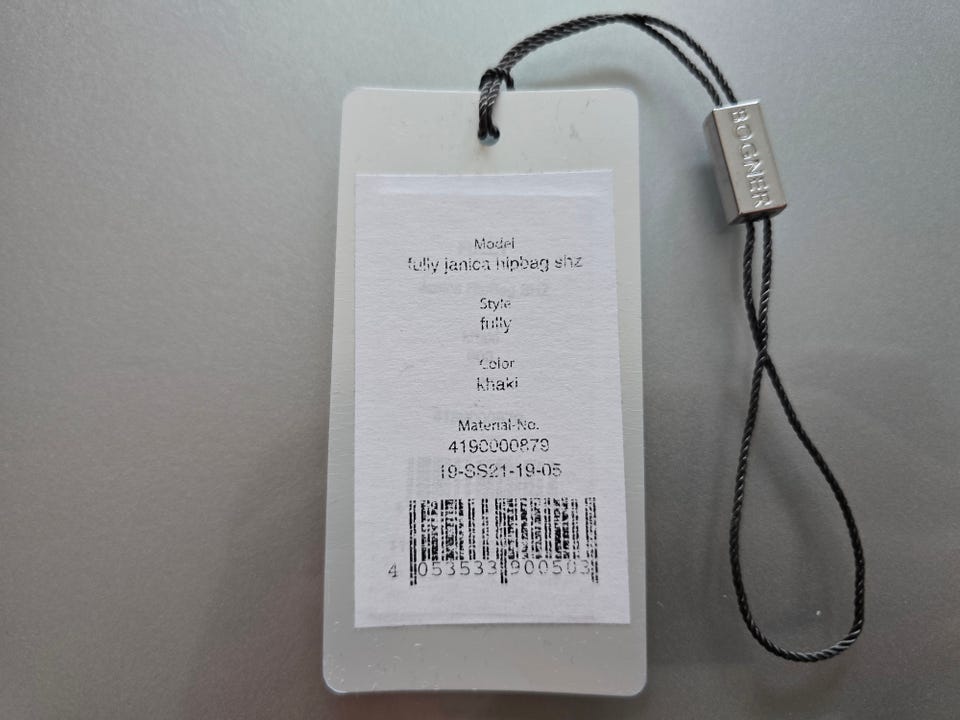 BOGNER
Model
fully janica hipbag shz
Style
fully
Color
khaki
Material-No.
4190000879
19-SS21-19-05
4 053533 900503